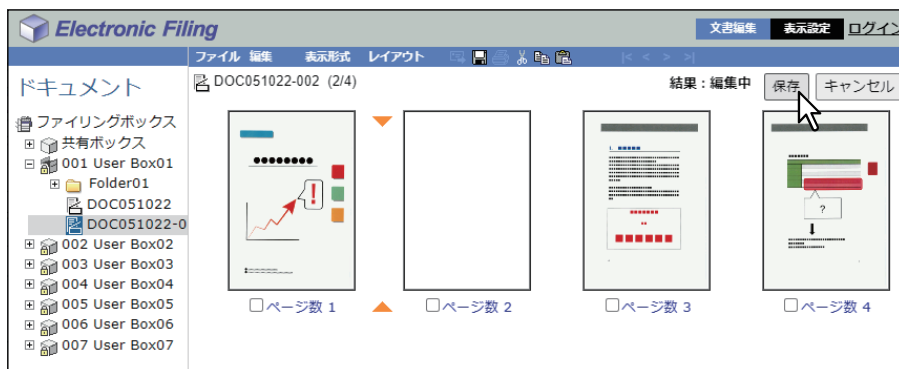 Electronic Filing
文書編集 表示設定 ログイン
ファイル 編集 表示形式 レイアウト |< < > >|
ドキュメント
DOC051022-002 (2/4)
結果：編集中 保存 キャンセル
ファイリングボックス
共有ボックス
001 User Box01
Folder01
DOC051022
DOC051022-0
002 User Box02
003 User Box03
004 User Box04
005 User Box05
006 User Box06
007 User Box07
!
?
ページ数 1
ページ数 2
ページ数 3
ページ数 4